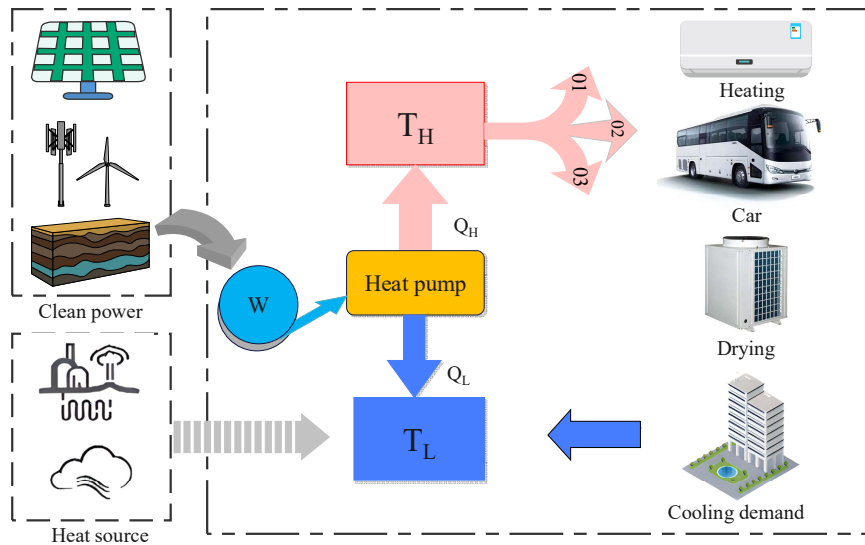 Heating
01
02
03
T_H
Car
Q_H
Heat pump
W
Clean power
Drying
Q_L
T_L
Cooling demand
Heat source